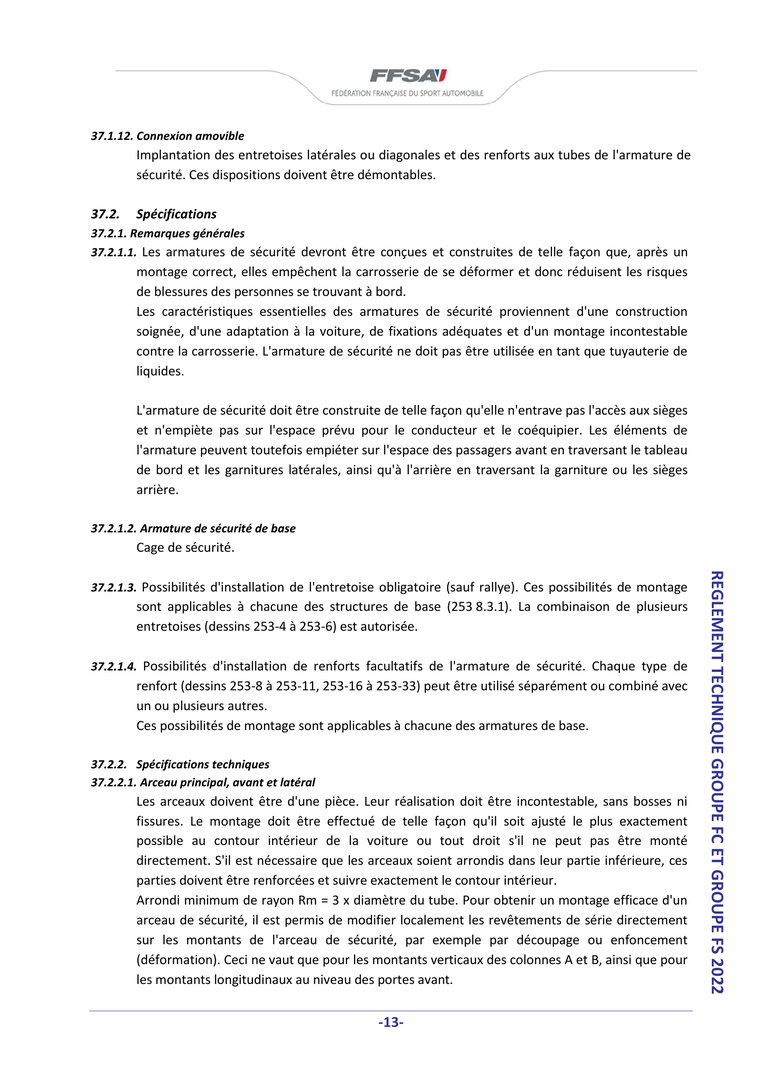 FFSA
FÉDÉRATION FRANÇAISE DU SPORT AUTOMOBILE
37.1.12. Connexion amovible
Implantation des entretoises latérales ou diagonales et des renforts aux tubes de l'armature de
sécurité. Ces dispositions doivent être démontables.
37.2. Spécifications
37.2.1. Remarques générales
37.2.1.1. Les armatures de sécurité devront être conçues et construites de telle façon que, après un
montage correct, elles empêchent la carrosserie de se déformer et donc réduisent les risques
de blessures des personnes se trouvant à bord.
Les caractéristiques essentielles des armatures de sécurité proviennent d'une construction
soignée, d'une adaptation à la voiture, de fixations adéquates et d'un montage incontestable
contre la carrosserie. L'armature de sécurité ne doit pas être utilisée en tant que tuyauterie de
liquides.
L'armature de sécurité doit être construite de telle façon qu'elle n'entrave pas l'accès aux sièges
et n'empiète pas sur l'espace prévu pour le conducteur et le coéquipier. Les éléments de
l'armature peuvent toutefois empiéter sur l'espace des passagers avant en traversant le tableau
de bord et les garnitures latérales, ainsi qu'à l'arrière en traversant la garniture ou les sièges
arrière.
37.2.1.2. Armature de sécurité de base
Cage de sécurité.
37.2.1.3. Possibilités d'installation de l'entretoise obligatoire (sauf rallye). Ces possibilités de montage
sont applicables à chacune des structures de base (253 8.3.1). La combinaison de plusieurs
entretoises (dessins 253-4 à 253-6) est autorisée.
37.2.1.4. Possibilités d'installation de renforts facultatifs de l'armature de sécurité. Chaque type de
renfort (dessins 253-8 à 253-11, 253-16 à 253-33) peut être utilisé séparément ou combiné avec
un ou plusieurs autres.
Ces possibilités de montage sont applicables à chacune des armatures de base.
37.2.2. Spécifications techniques
37.2.2.1. Arceau principal, avant et latéral
Les arceaux doivent être d'une pièce. Leur réalisation doit être incontestable, sans bosses ni
fissures. Le montage doit être effectué de telle façon qu'il soit ajusté le plus exactement
possible au contour intérieur de la voiture ou tout droit s'il ne peut pas être monté
directement. S'il est nécessaire que les arceaux soient arrondis dans leur partie inférieure, ces
parties doivent être renforcées et suivre exactement le contour intérieur.
Arrondi minimum de rayon Rm = 3 x diamètre du tube. Pour obtenir un montage efficace d'un
arceau de sécurité, il est permis de modifier localement les revêtements de série directement
sur les montants de l'arceau de sécurité, par exemple par découpage ou enfoncement
(déformation). Ceci ne vaut que pour les montants verticaux des colonnes A et B, ainsi que pour
les montants longitudinaux au niveau des portes avant.
REGLEMENT TECHNIQUE GROUPE FC ET GROUPE FS 2022
-13-